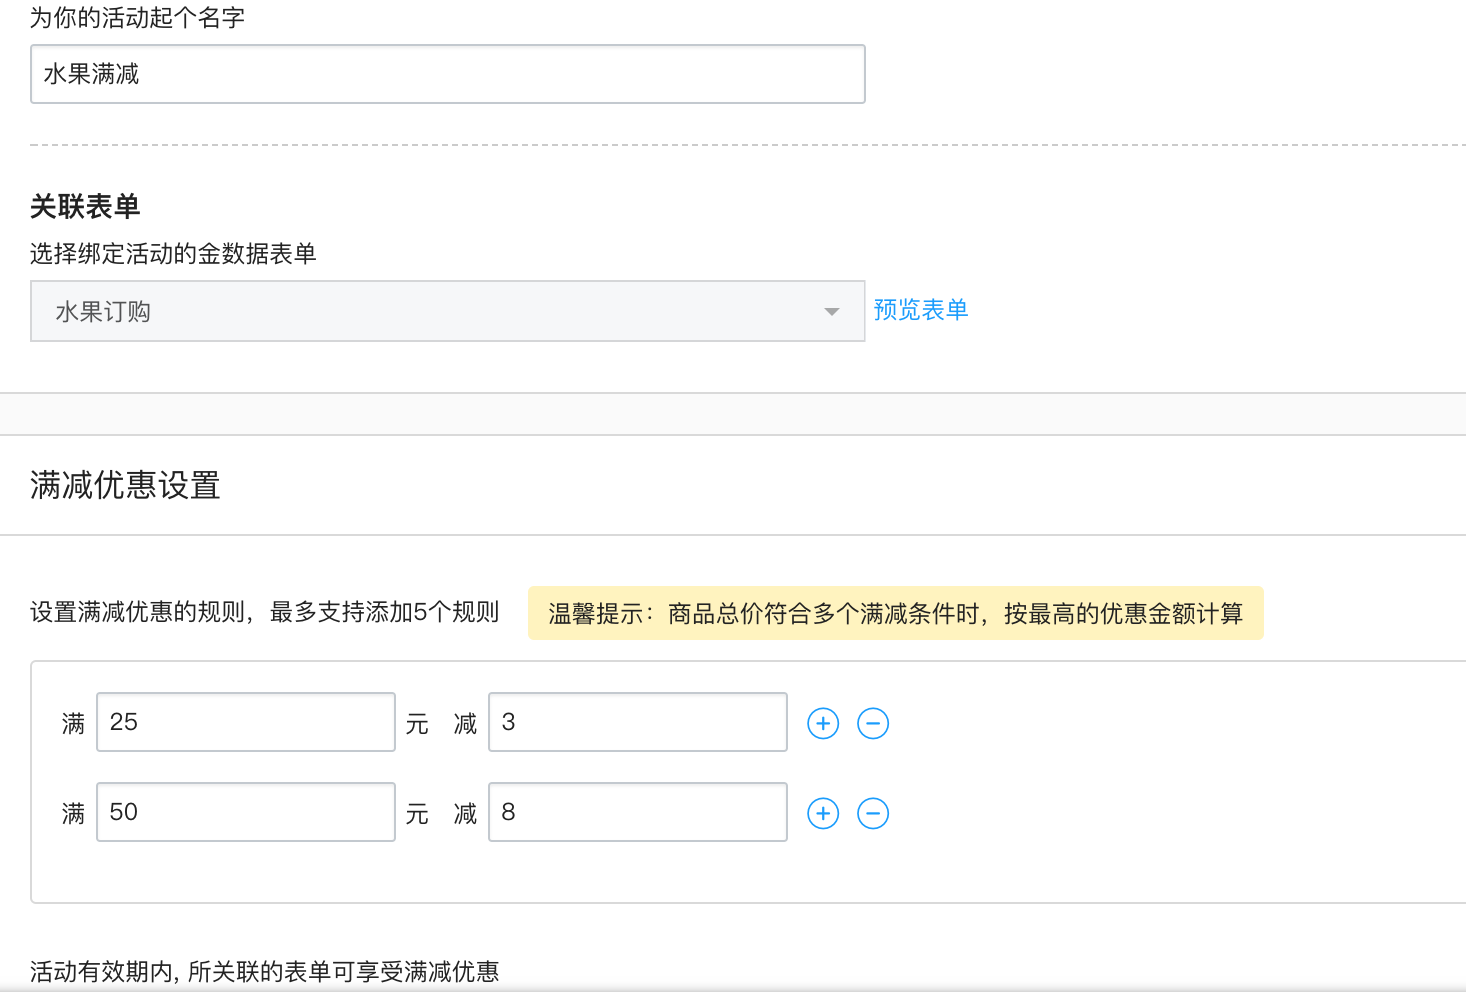 为你的活动起个名字
水果满减
关联表单
选择绑定活动的金数据表单
水果订购
预览表单
满减优惠设置
设置满减优惠的规则，最多支持添加5个规则
温馨提示：商品总价符合多个满减条件时，按最高的优惠金额计算
满 25 元 减 3
满 50 元 减 8
活动有效期内, 所关联的表单可享受满减优惠